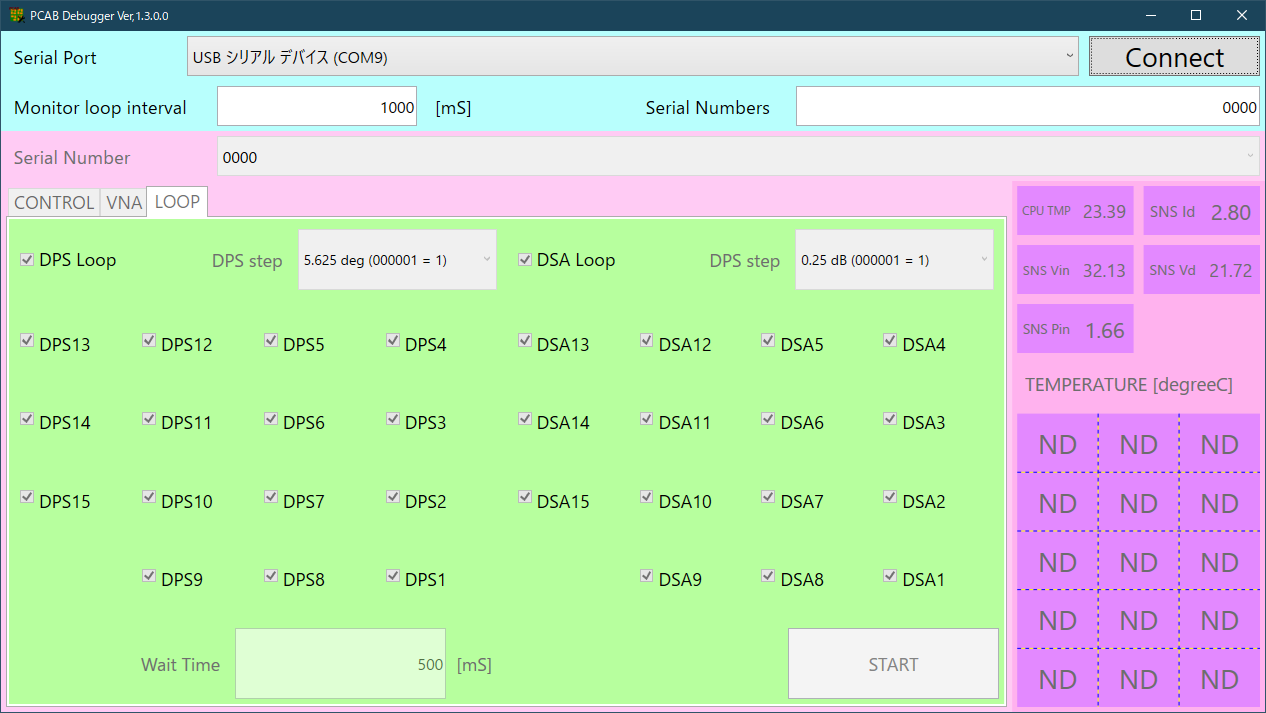 PCAB Debugger Ver,1.3.0.0
Serial Port USB シリアル デバイス (COM9) Connect
Monitor loop interval 1000 [mS] Serial Numbers 0000
Serial Number 0000
CONTROL VNA LOOP
DPS Loop DPS step 5.625 deg (000001 = 1) DSA Loop DPS step 0.25 dB (000001 = 1)
DPS13 DPS12 DPS5 DPS4 DSA13 DSA12 DSA5 DSA4
DPS14 DPS11 DPS6 DPS3 DSA14 DSA11 DSA6 DSA3
DPS15 DPS10 DPS7 DPS2 DSA15 DSA10 DSA7 DSA2
DPS9 DPS8 DPS1 DSA9 DSA8 DSA1
Wait Time 500 [mS] START
CPU TMP 23.39 SNS Id 2.80
SNS Vin 32.13 SNS Vd 21.72
SNS Pin 1.66
TEMPERATURE [degreeC]
ND ND ND
ND ND ND
ND ND ND
ND ND ND
ND ND ND